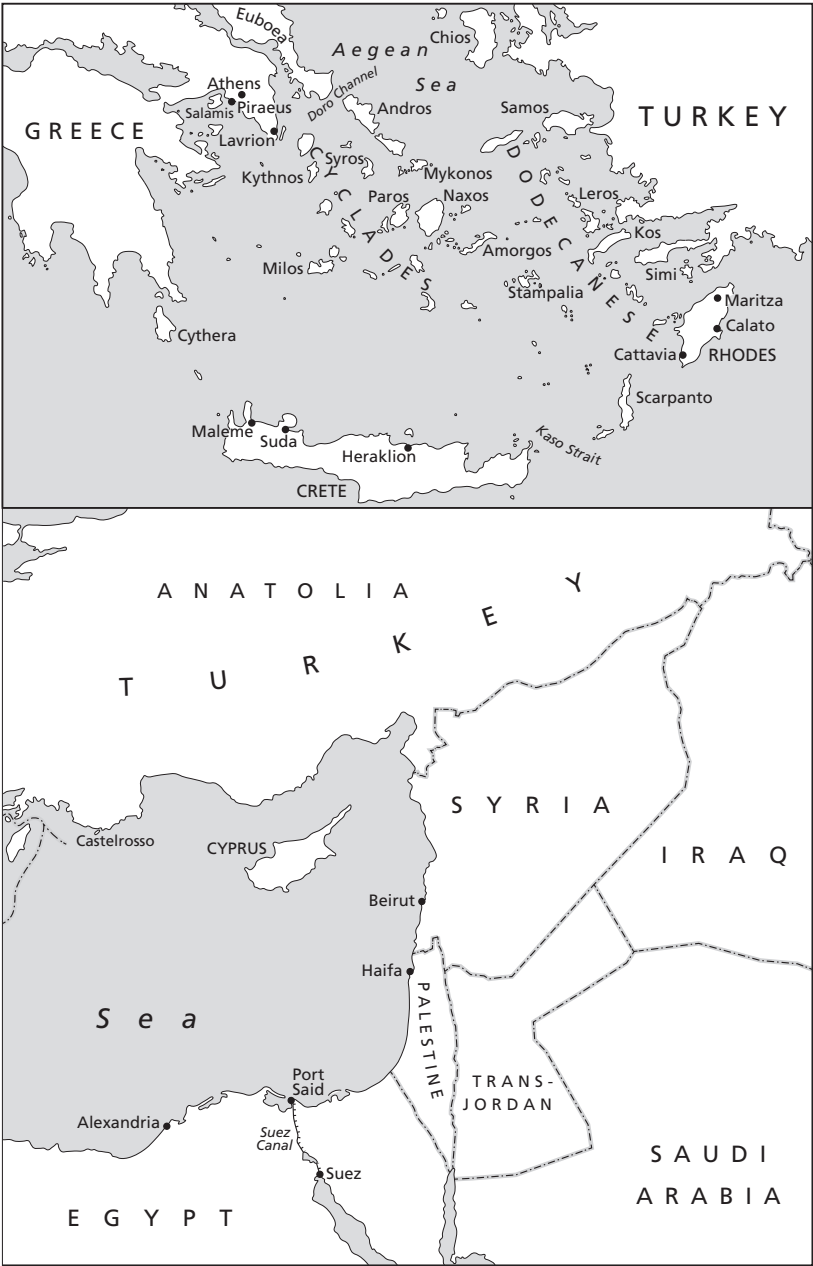 Euboea
Chios
Aegean
Sea
Athens
Doro Channel
Salamis
Piraeus
Andros
Samos
TURKEY
GREECE
Lavrion
Syros
Kythnos
CYCLADES
Mykonos
DODECANESE
Paros
Naxos
Leros
Kos
Amorgos
Milos
Simi
Stampalia
Maritza
Cythera
Calato
Cattavia
RHODES
Scarpanto
Maleme
Suda
Heraklion
Kaso Strait
CRETE
ANATOLIA
TURKEY
SYRIA
Castelrosso
CYPRUS
IRAQ
Beirut
Haifa
PALESTINE
Sea
Port
Said
TRANS-
JORDAN
Alexandria
Suez
Canal
Suez
SAUDI
ARABIA
EGYPT